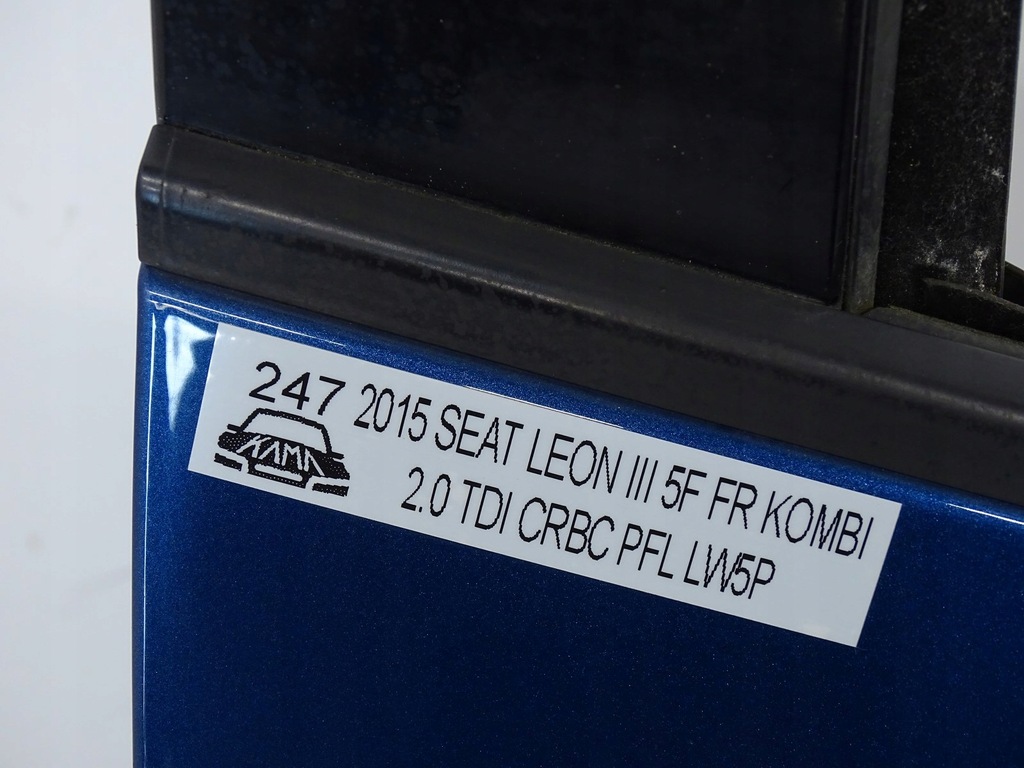 247 2015 SEAT LEON III 5F FR KOMBI
KAMA 2.0 TDI CRBC PFL LW5P